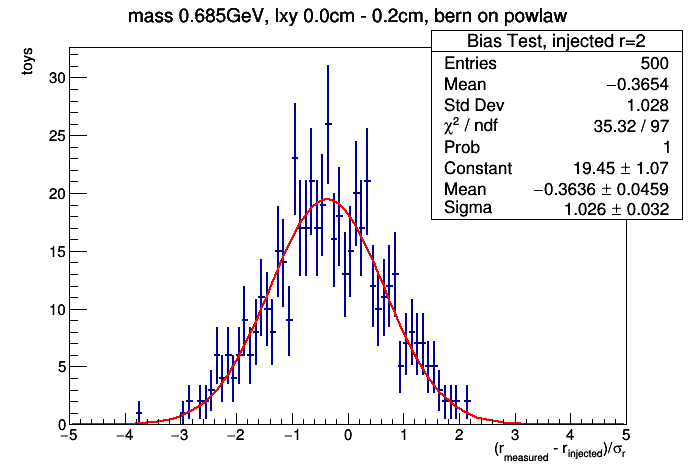 mass 0.685GeV, lxy 0.0cm - 0.2cm, bern on powlaw
Bias Test, injected r=2
Entries 500
Mean −0.3654
Std Dev 1.028
χ² / ndf 35.32 / 97
Prob 1
Constant 19.45 ± 1.07
Mean −0.3636 ± 0.0459
Sigma 1.026 ± 0.032
toys
30
25
20
15
10
5
0
−5 −4 −3 −2 −1 0 1 2 3 4 5
(r_measured - r_injected)/σ_r